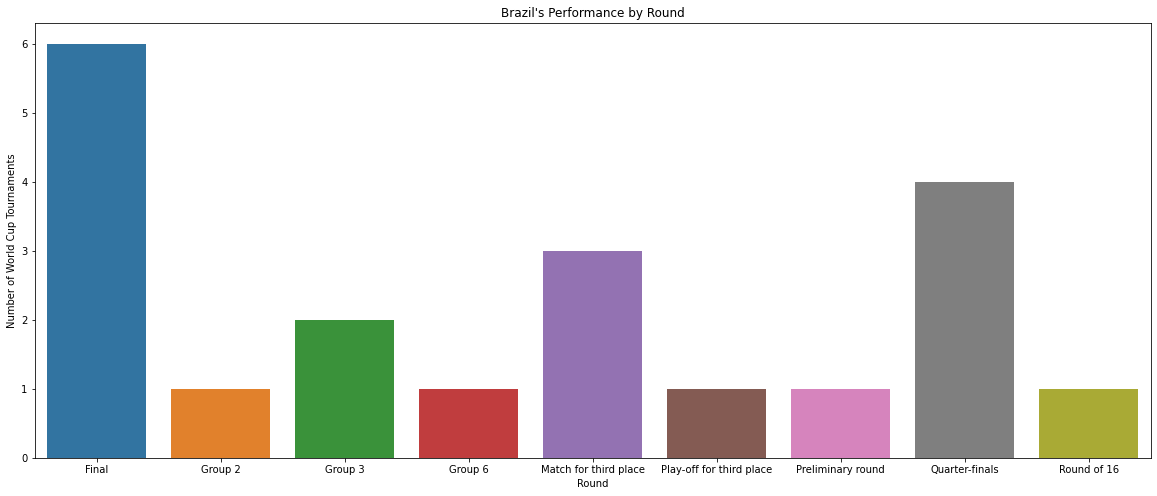 Brazil's Performance by Round
Number of World Cup Tournaments
6
5
4
3
2
1
0
Final
Group 2
Group 3
Group 6
Match for third place
Play-off for third place
Preliminary round
Quarter-finals
Round of 16
Round